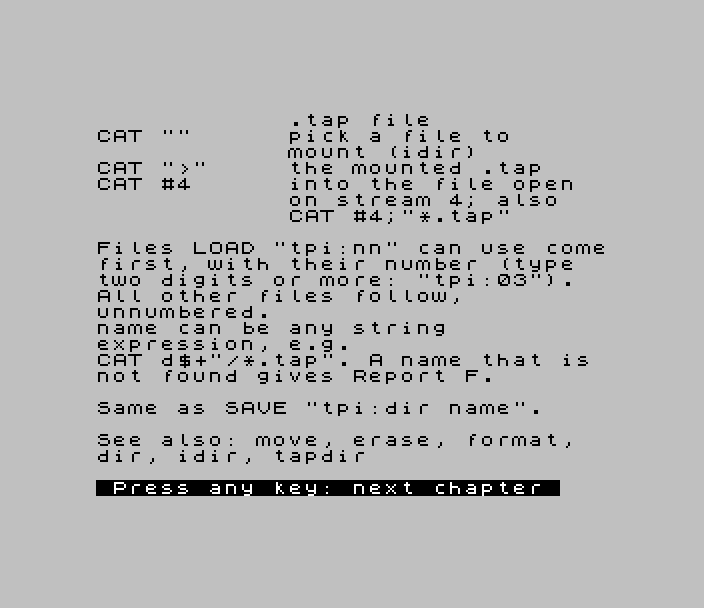 .tap file
CAT "" pick a file to
mount (idir)
CAT ">" the mounted .tap
CAT #4 into the file open
on stream 4; also
CAT #4;"*.tap"
Files LOAD "tpi:nn" can use come
first, with their number (type
two digits or more: "tpi:03").
All other files follow,
unnumbered.
name can be any string
expression, e.g.
CAT d$+"/*.tap". A name that is
not found gives Report F.
Same as SAVE "tpi:dir name".
See also: move, erase, format,
dir, idir, tapdir
Press any key: next chapter